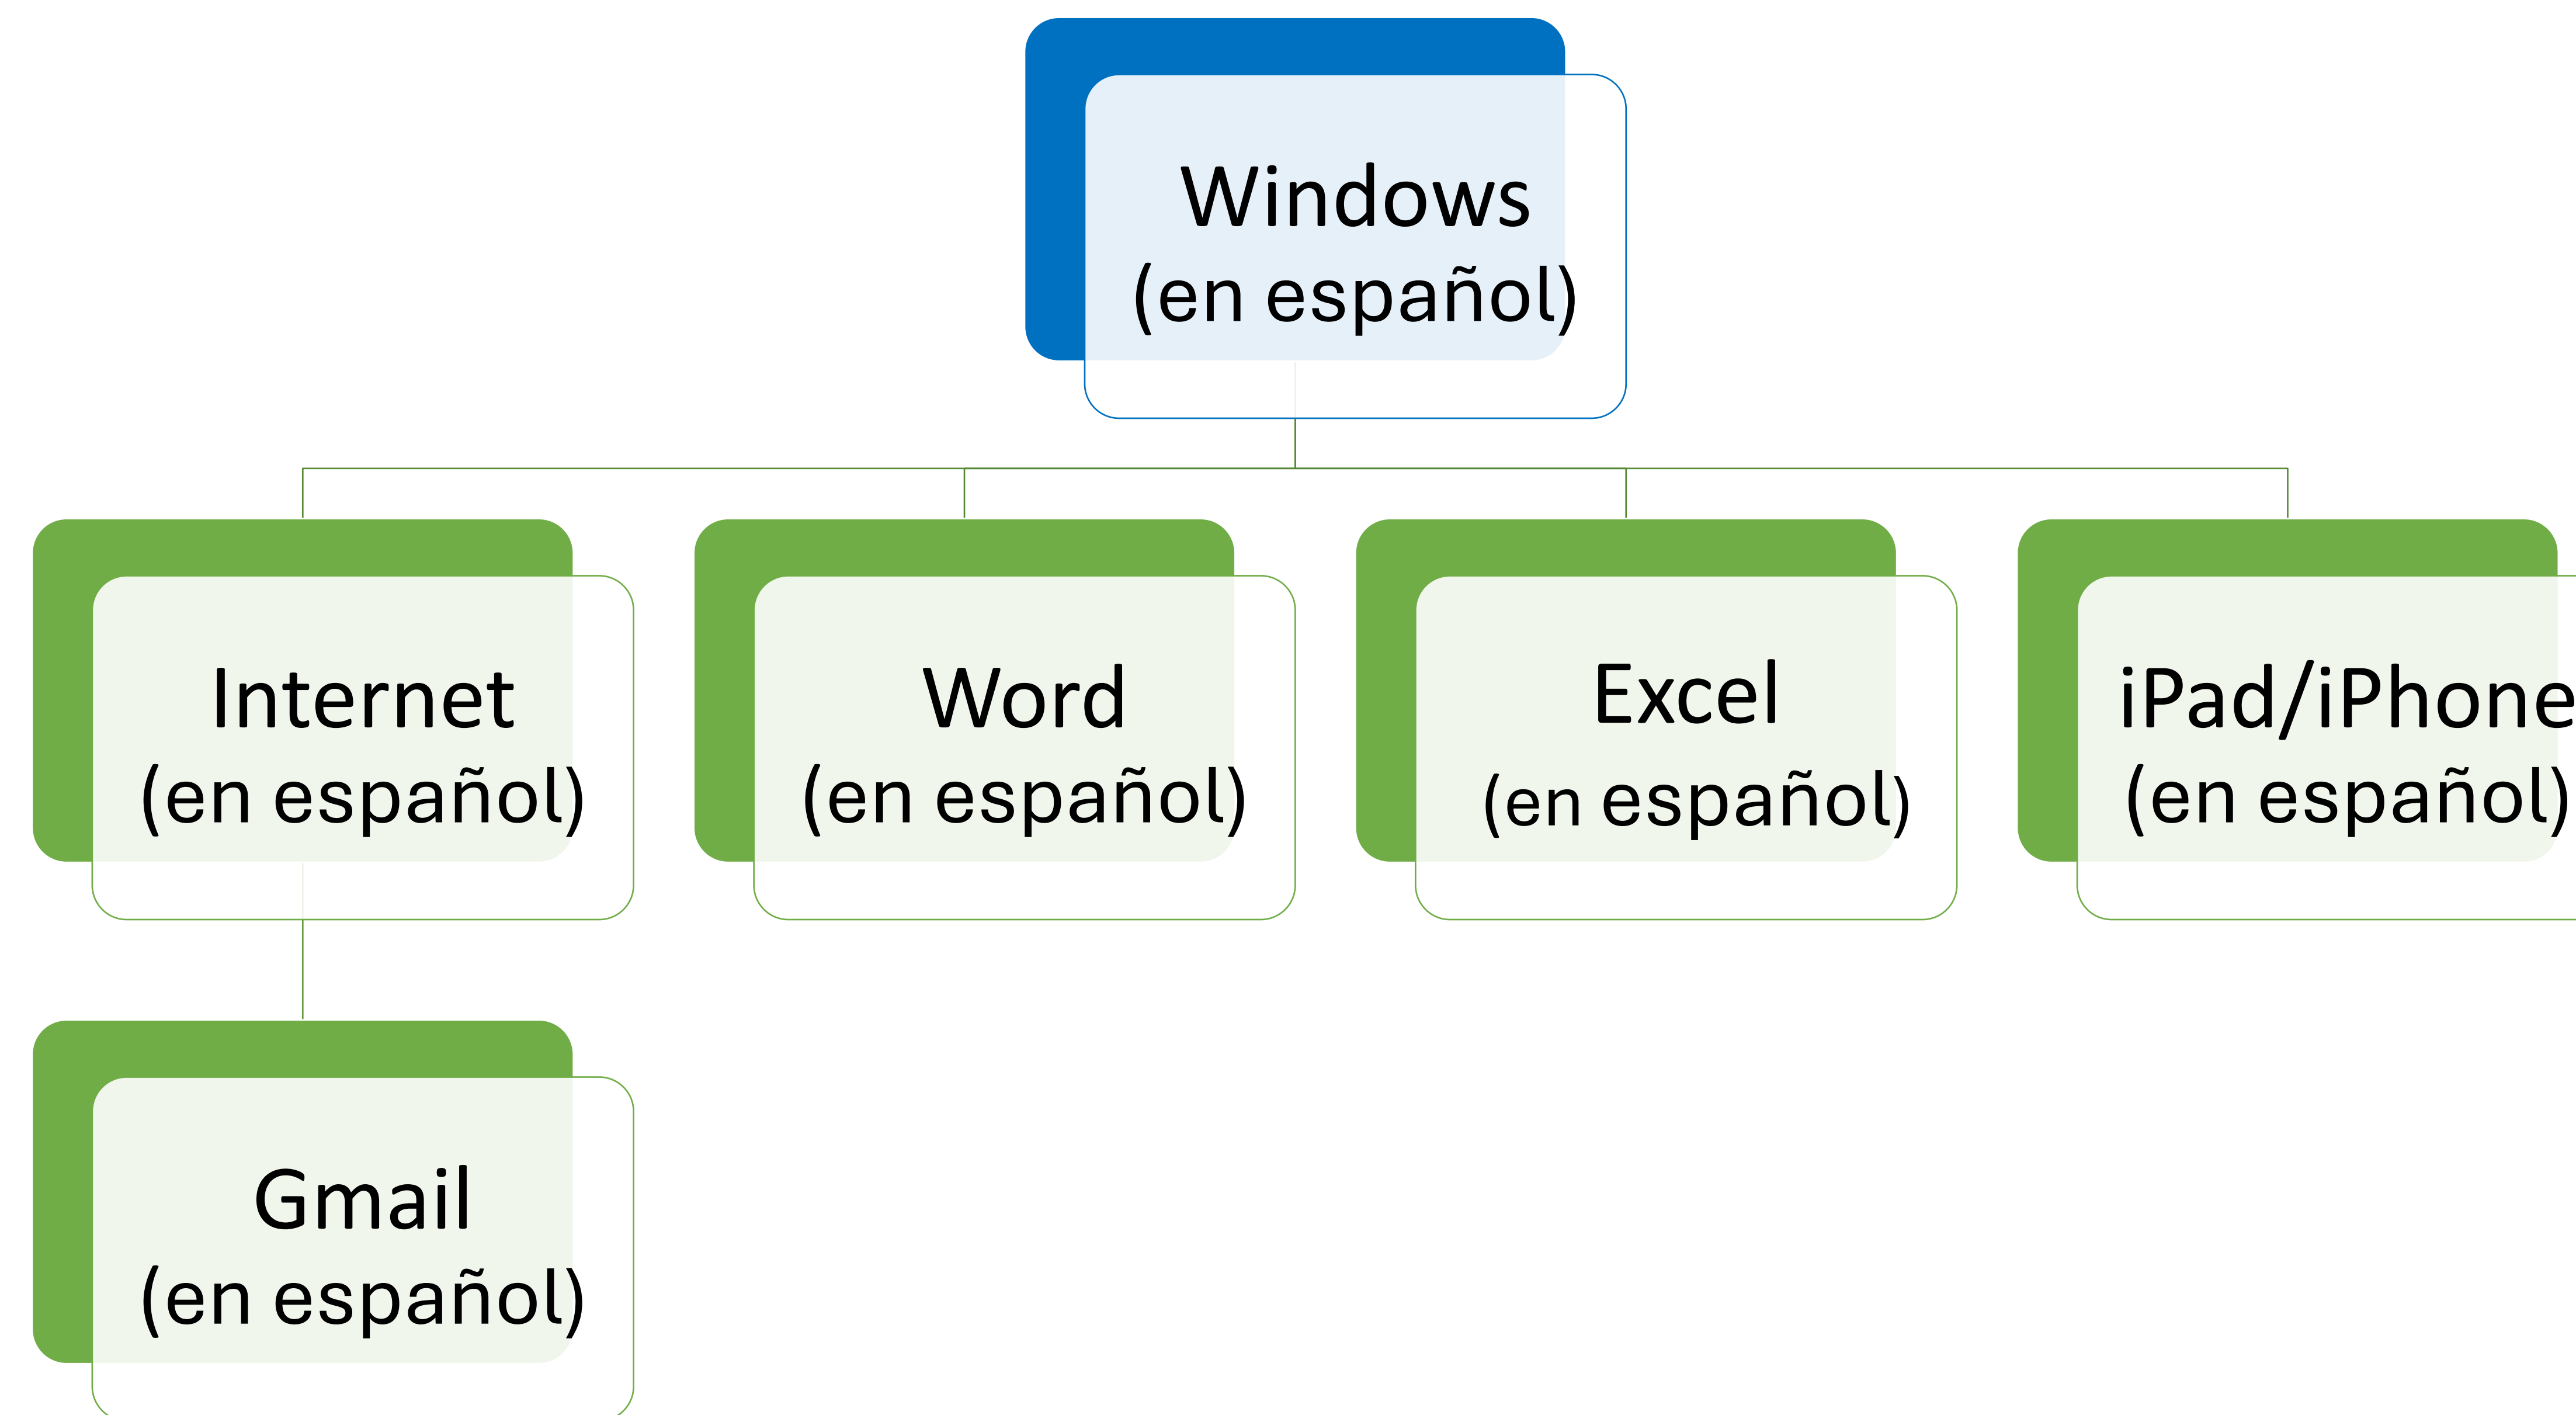 Windows
(en español)
Internet
(en español)
Word
(en español)
Excel
(en español)
iPad/iPhone
(en español)
Gmail
(en español)